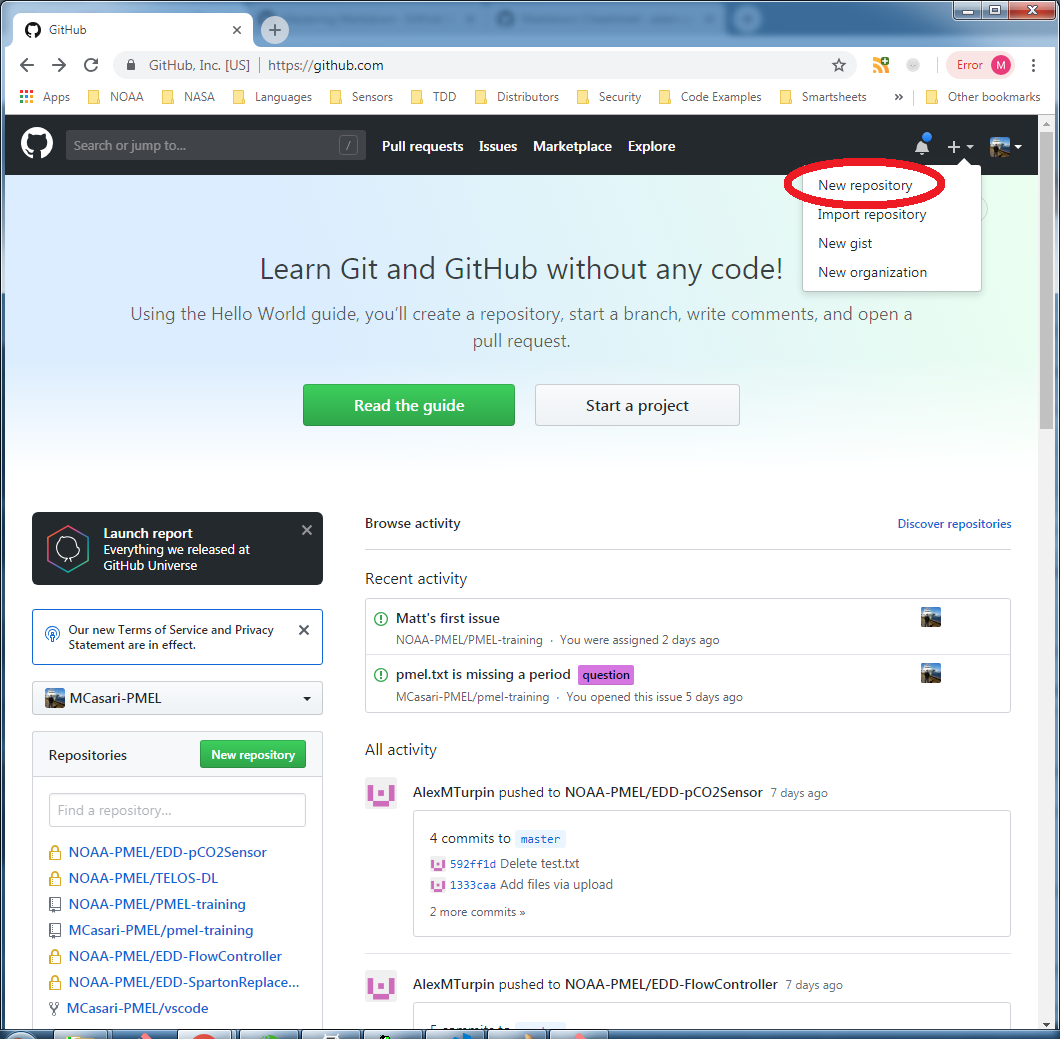 GitHub
GitHub, Inc. [US] | https://github.com
Error M
Apps NOAA NASA Languages Sensors TDD Distributors Security Code Examples Smartsheets » Other bookmarks
Search or jump to... /
Pull requests Issues Marketplace Explore
New repository
Import repository
New gist
New organization
Learn Git and GitHub without any code!
Using the Hello World guide, you’ll create a repository, start a branch, write comments, and open a
pull request.
Read the guide
Start a project
Launch report
Everything we released at
GitHub Universe
Our new Terms of Service and Privacy
Statement are in effect.
MCasari-PMEL
Repositories
New repository
Find a repository...
NOAA-PMEL/EDD-pCO2Sensor
NOAA-PMEL/TELOS-DL
NOAA-PMEL/PMEL-training
MCasari-PMEL/pmel-training
NOAA-PMEL/EDD-FlowController
NOAA-PMEL/EDD-SpartonReplace...
MCasari-PMEL/vscode
Browse activity
Discover repositories
Recent activity
Matt's first issue
NOAA-PMEL/PMEL-training · You were assigned 2 days ago
pmel.txt is missing a period question
MCasari-PMEL/pmel-training · You opened this issue 5 days ago
All activity
AlexMTurpin pushed to NOAA-PMEL/EDD-pCO2Sensor 7 days ago
4 commits to master
592ff1d Delete test.txt
1333caa Add files via upload
2 more commits »
AlexMTurpin pushed to NOAA-PMEL/EDD-FlowController 7 days ago